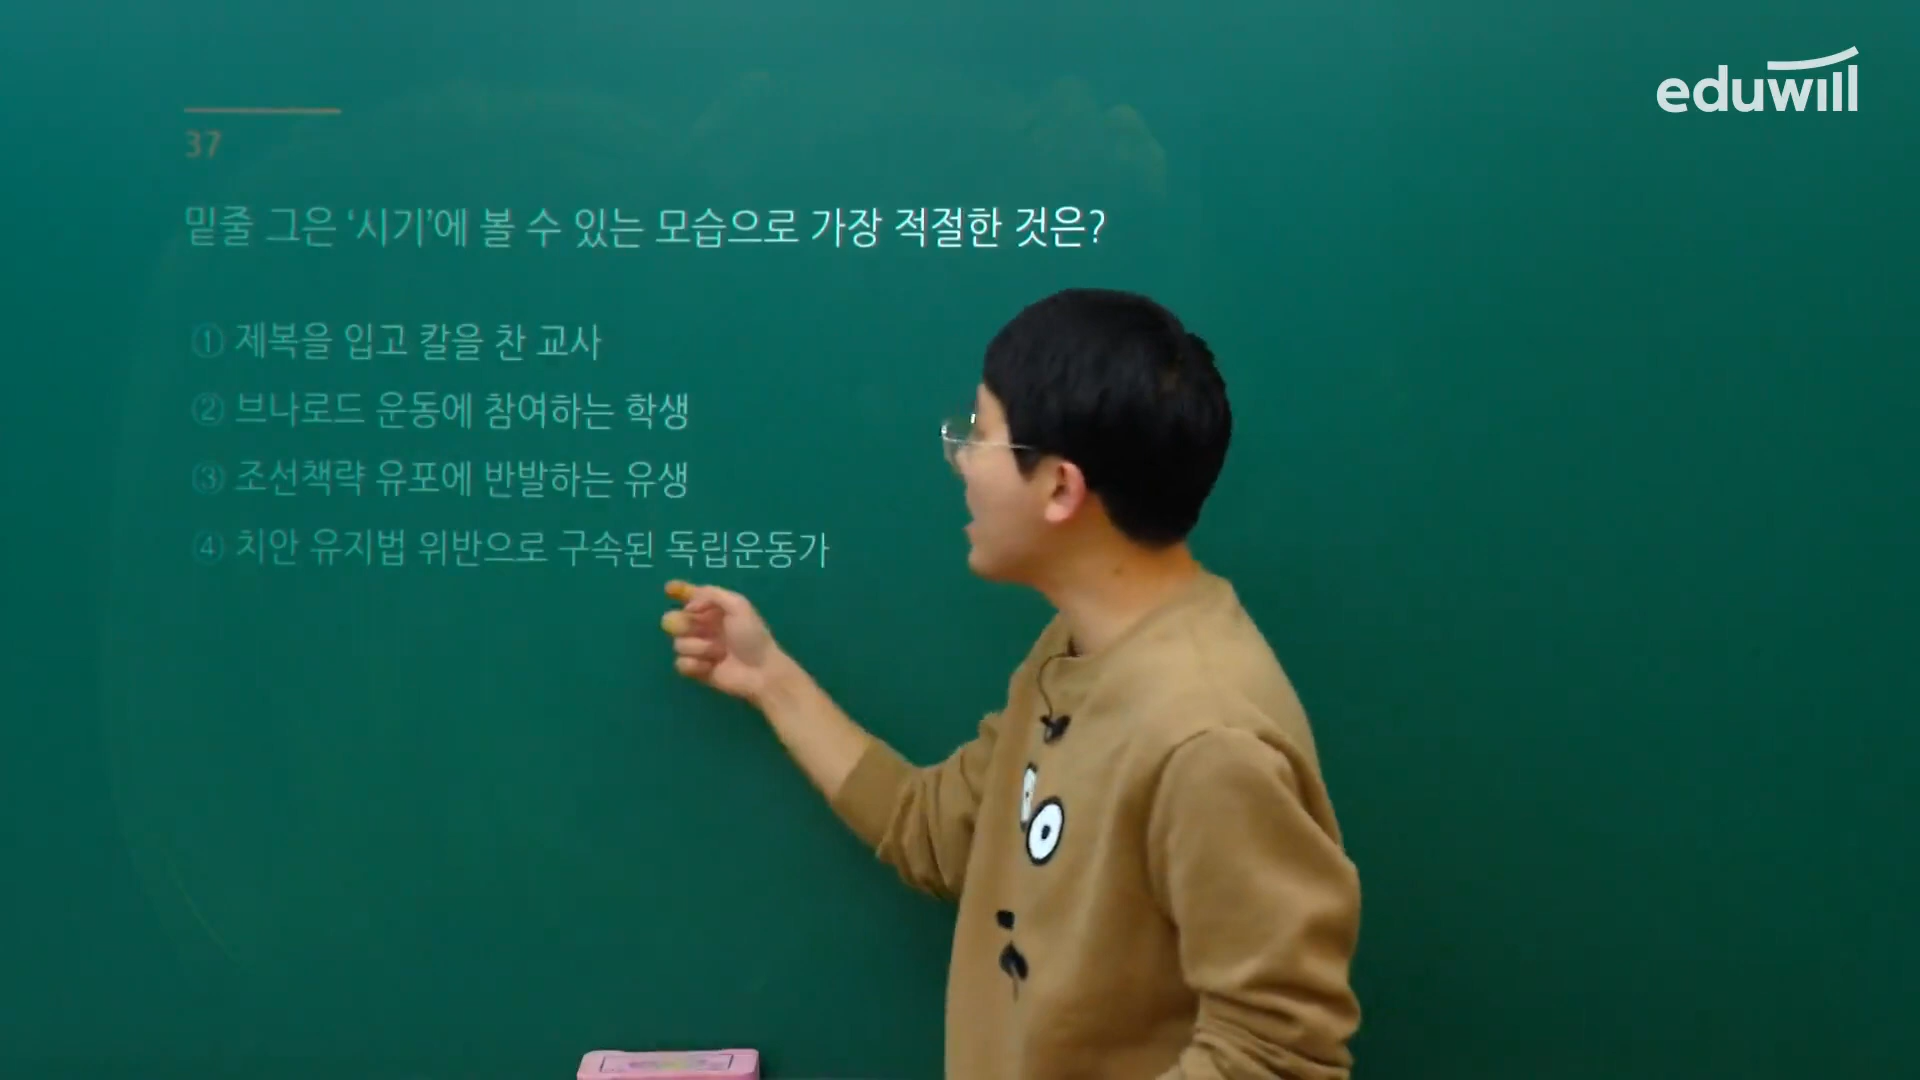 eduwill
37
밑줄 그은 ‘시기’에 볼 수 있는 모습으로 가장 적절한 것은?
① 제복을 입고 칼을 찬 교사
② 브나로드 운동에 참여하는 학생
③ 조선책략 유포에 반발하는 유생
④ 치안 유지법 위반으로 구속된 독립운동가